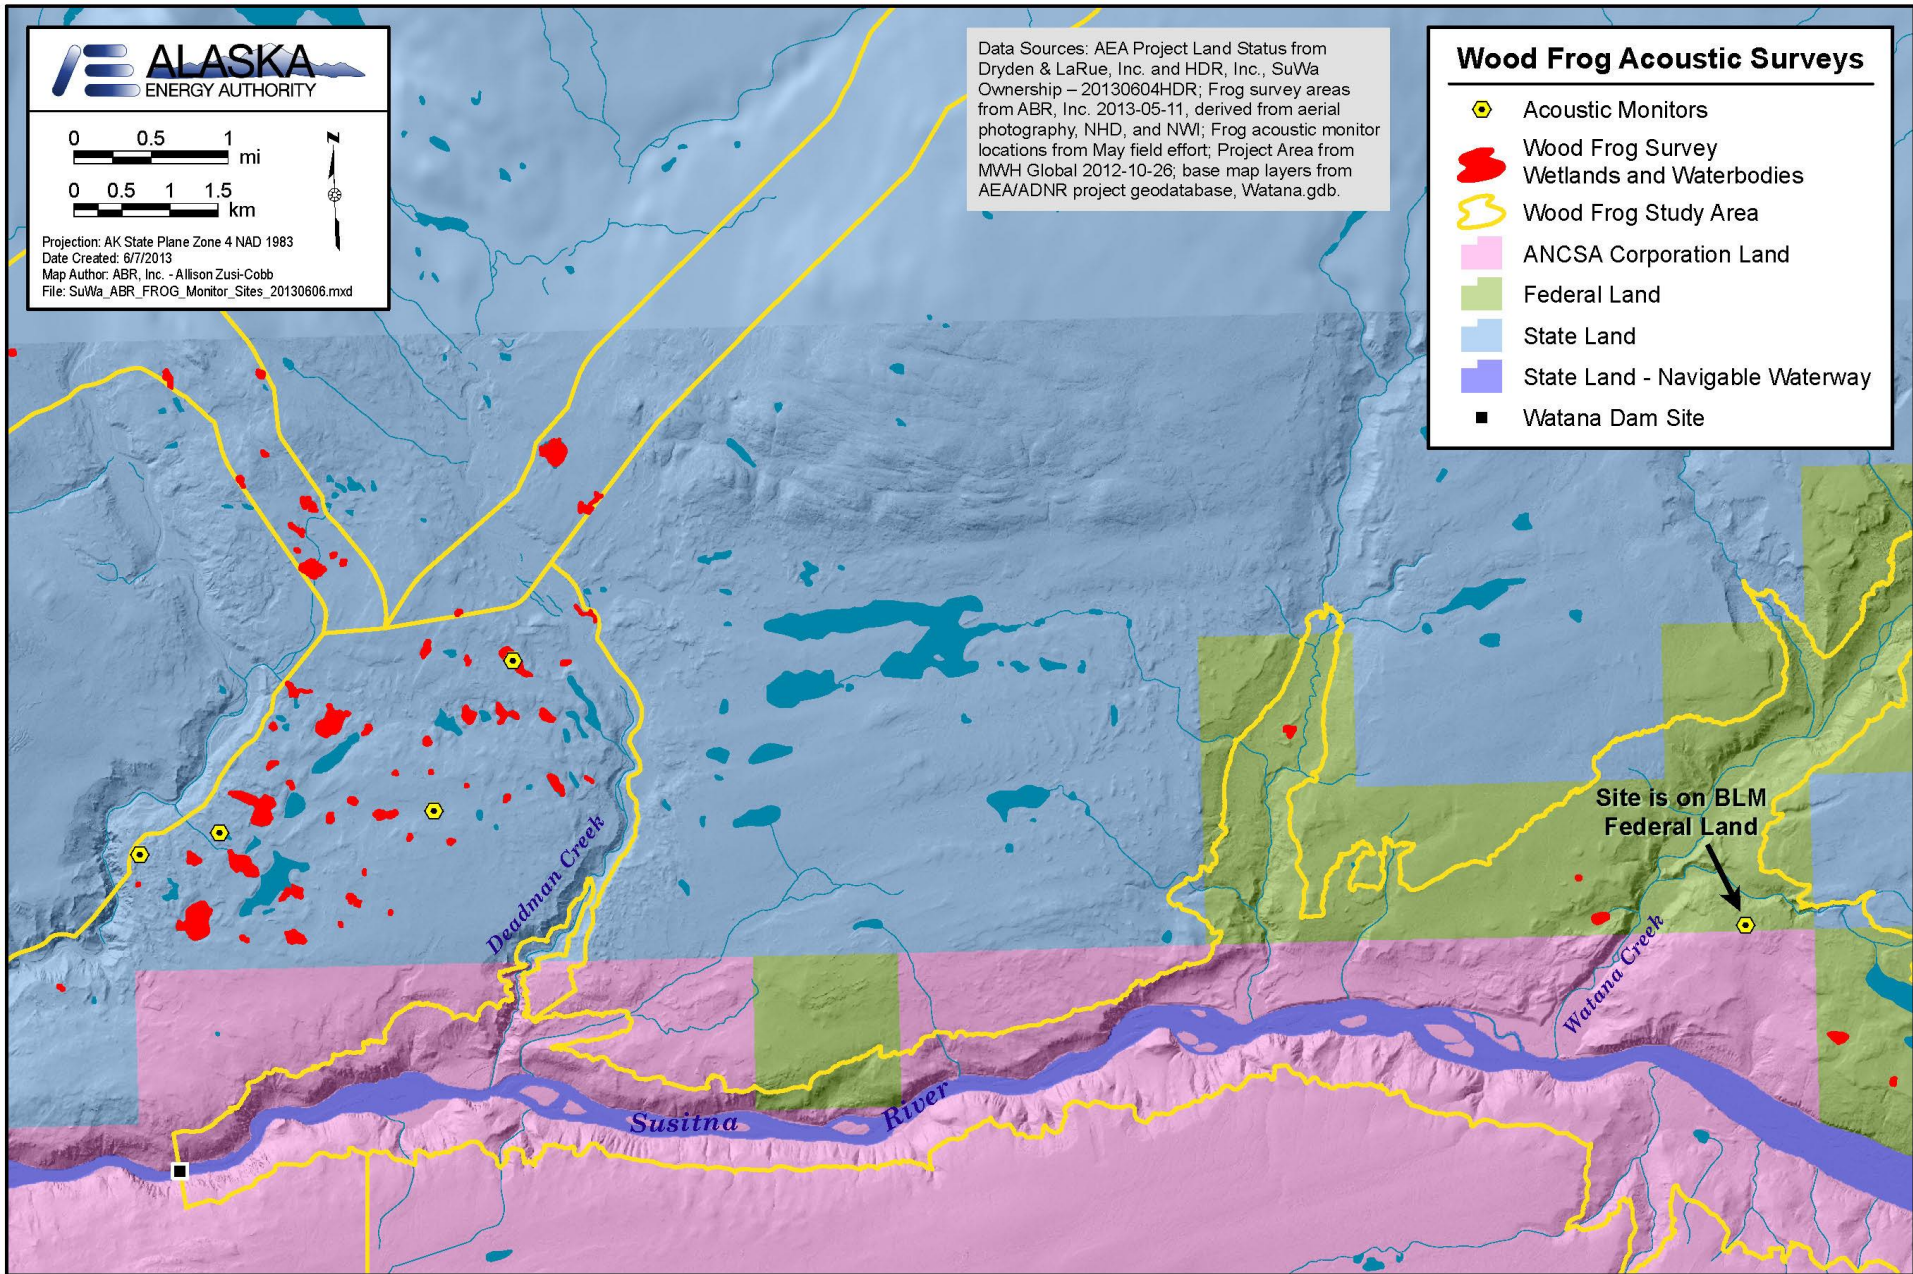 ALASKA
ENERGY AUTHORITY
0 0.5 1
mi
0 0.5 1 1.5
km
N
Projection: AK State Plane Zone 4 NAD 1983
Date Created: 6/7/2013
Map Author: ABR, Inc. - Allison Zusi-Cobb
File: SuWa_ABR_FROG_Monitor_Sites_20130606.mxd
Data Sources: AEA Project Land Status from
Dryden & LaRue, Inc. and HDR, Inc., SuWa
Ownership – 20130604HDR; Frog survey areas
from ABR, Inc. 2013-05-11, derived from aerial
photography, NHD, and NWI; Frog acoustic monitor
locations from May field effort; Project Area from
MWH Global 2012-10-26; base map layers from
AEA/ADNR project geodatabase, Watana.gdb.
Wood Frog Acoustic Surveys
Acoustic Monitors
Wood Frog Survey
Wetlands and Waterbodies
Wood Frog Study Area
ANCSA Corporation Land
Federal Land
State Land
State Land - Navigable Waterway
Watana Dam Site
Site is on BLM
Federal Land
Deadman Creek
Watana Creek
Susitna River